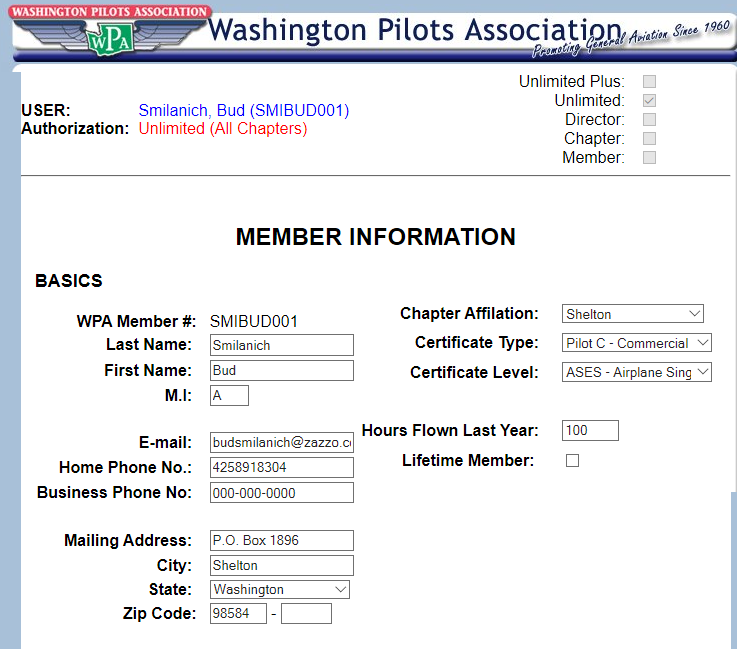 WASHINGTON PILOTS ASSOCIATION
WPA
Washington Pilots Association
Promoting General Aviation Since 1960
Unlimited Plus:
USER: Smilanich, Bud (SMIBUD001)
Unlimited:
Authorization: Unlimited (All Chapters)
Director:
Chapter:
Member:
MEMBER INFORMATION
BASICS
WPA Member #: SMIBUD001
Last Name: Smilanich
First Name: Bud
M.I: A
Chapter Affilation: Shelton
Certificate Type: Pilot C - Commercial
Certificate Level: ASES - Airplane Sing
E-mail: budsmilanich@zazzo.c
Home Phone No.: 4258918304
Business Phone No: 000-000-0000
Hours Flown Last Year: 100
Lifetime Member:
Mailing Address: P.O. Box 1896
City: Shelton
State: Washington
Zip Code: 98584 -